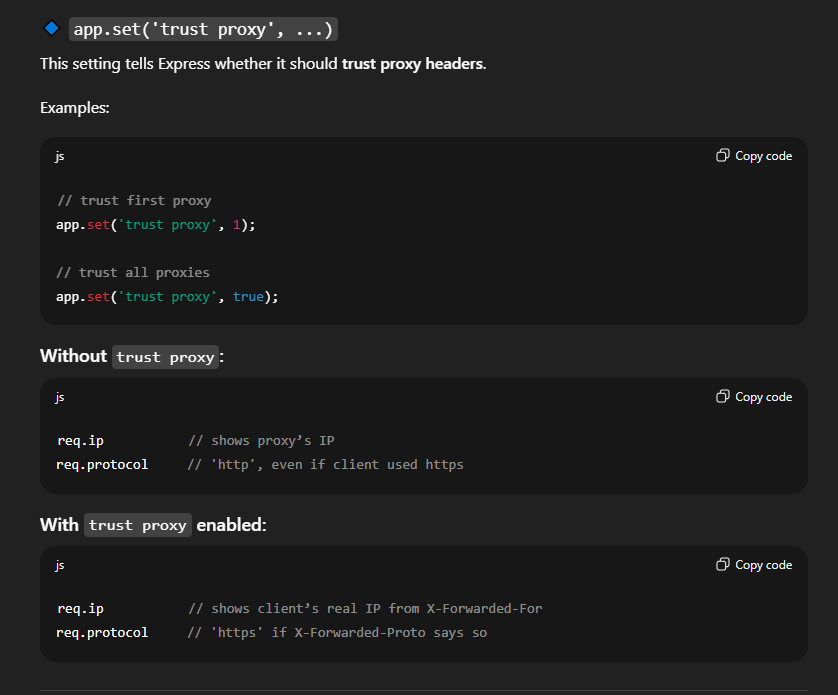 app.set('trust proxy', ...)
This setting tells Express whether it should trust proxy headers.
Examples:
js
Copy code
// trust first proxy
app.set('trust proxy', 1);
// trust all proxies
app.set('trust proxy', true);
Without trust proxy:
js
Copy code
req.ip // shows proxy’s IP
req.protocol // 'http', even if client used https
With trust proxy enabled:
js
Copy code
req.ip // shows client’s real IP from X-Forwarded-For
req.protocol // 'https' if X-Forwarded-Proto says so